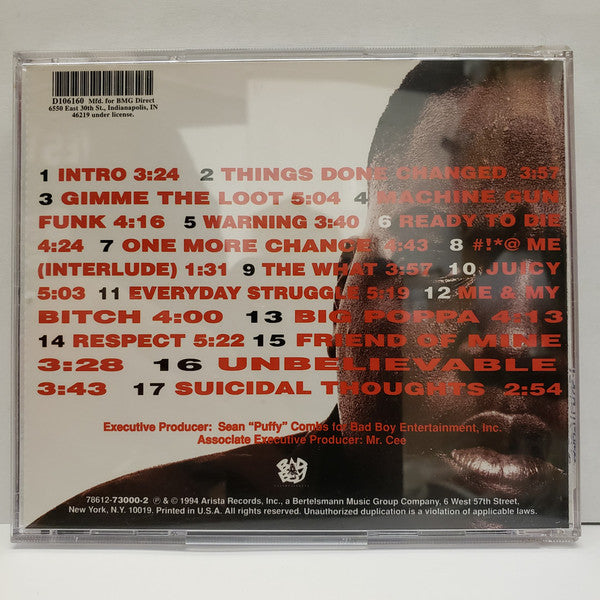 D106160 Mfd. for BMG Direct
6550 East 30th St., Indianapolis, IN
46219 under license.
1 INTRO 3:24 2 THINGS DONE CHANGED 3:57
3 GIMME THE LOOT 5:04 4 MACHINE GUN
FUNK 4:16 5 WARNING 3:40 6 READY TO DIE
4:24 7 ONE MORE CHANCE 4:43 8 #!*@ ME
(INTERLUDE) 1:31 9 THE WHAT 3:57 10 JUICY
5:03 11 EVERYDAY STRUGGLE 5:19 12 ME & MY
BITCH 4:00 13 BIG POPPA 4:13
14 RESPECT 5:22 15 FRIEND OF MINE
3:28 16 UNBELIEVABLE
3:43 17 SUICIDAL THOUGHTS 2:54
Executive Producer: Sean "Puffy" Combs for Bad Boy Entertainment, Inc.
Associate Executive Producer: Mr. Cee
BAD BOY
78612-73000-2 ℗ & © 1994 Arista Records, Inc., a Bertelsmann Music Group Company, 6 West 57th Street,
New York, N.Y. 10019. Printed in U.S.A. All rights reserved. Unauthorized duplication is a violation of applicable laws.